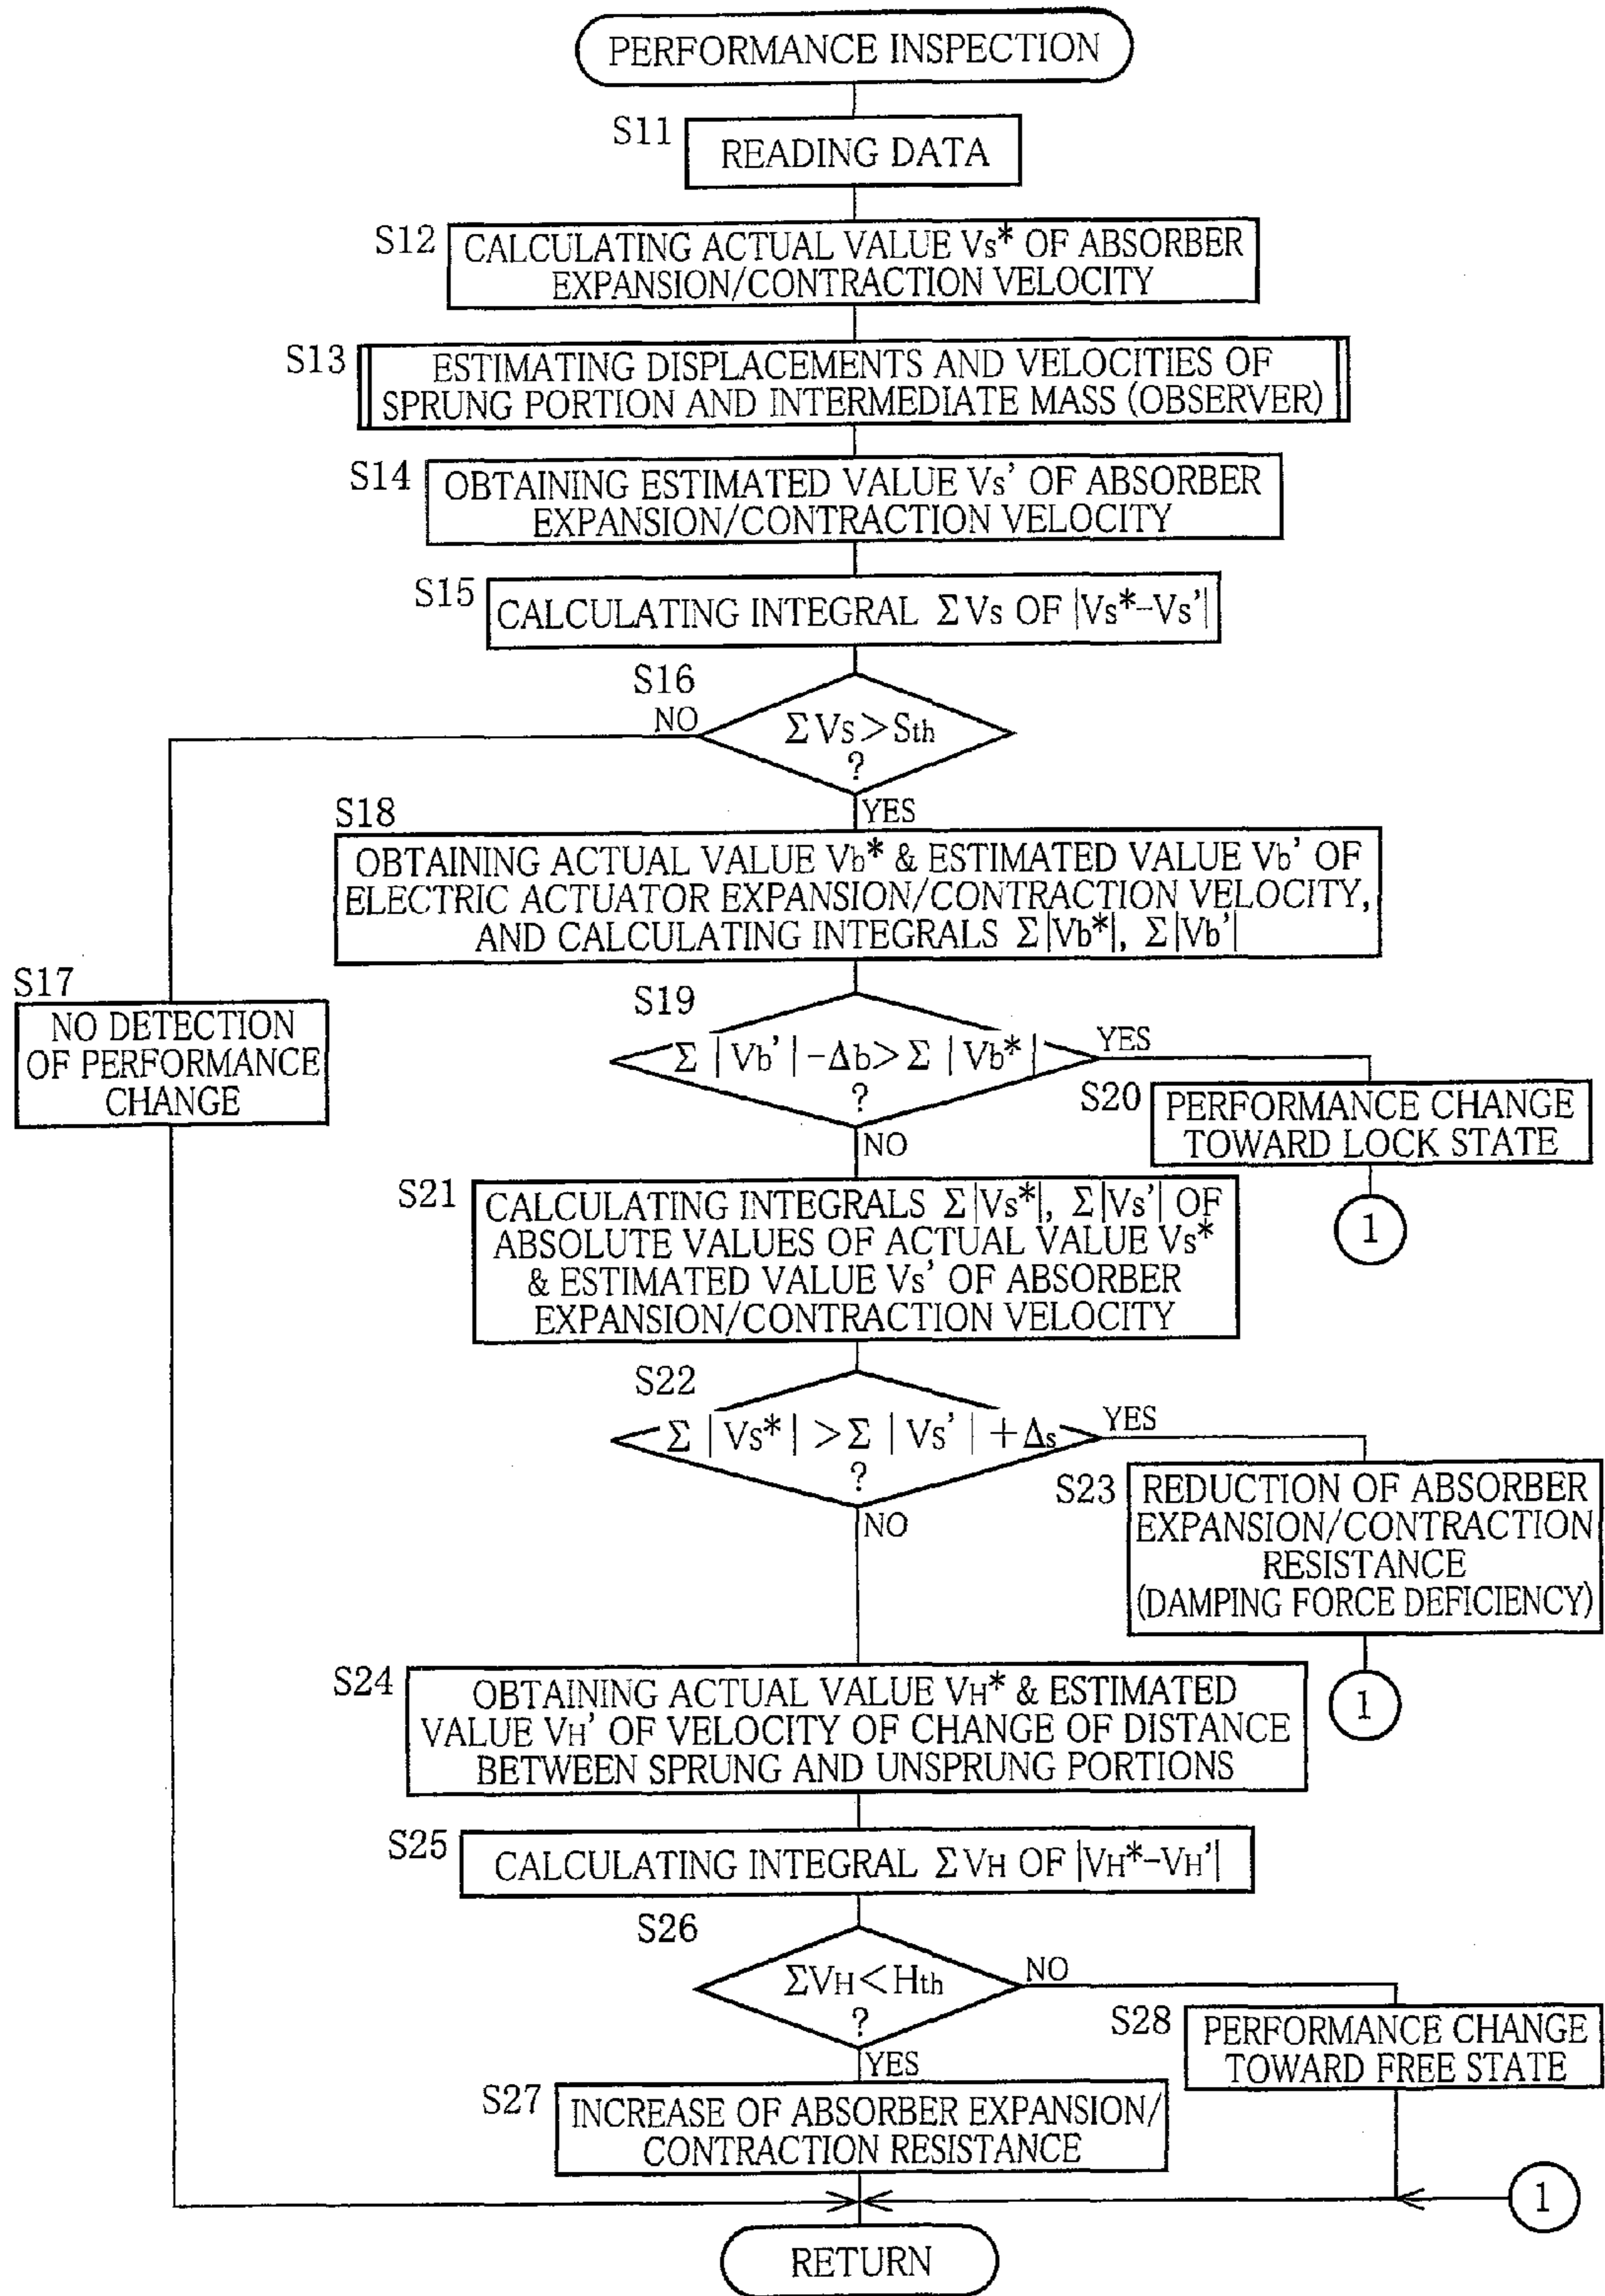 PERFORMANCE INSPECTION
S11
READING DATA
S12
CALCULATING ACTUAL VALUE Vs* OF ABSORBER
EXPANSION/CONTRACTION VELOCITY
S13
ESTIMATING DISPLACEMENTS AND VELOCITIES OF
SPRUNG PORTION AND INTERMEDIATE MASS (OBSERVER)
S14
OBTAINING ESTIMATED VALUE Vs' OF ABSORBER
EXPANSION/CONTRACTION VELOCITY
S15
CALCULATING INTEGRAL ΣVs OF |Vs*-Vs'|
S16
NO
ΣVs>Sth
?
YES
S18
OBTAINING ACTUAL VALUE Vb* & ESTIMATED VALUE Vb' OF
ELECTRIC ACTUATOR EXPANSION/CONTRACTION VELOCITY,
AND CALCULATING INTEGRALS Σ|Vb*|, Σ|Vb'|
S17
NO DETECTION
OF PERFORMANCE
CHANGE
S19
Σ|Vb'|-Δb>Σ|Vb*|
?
YES
NO
S20
PERFORMANCE CHANGE
TOWARD LOCK STATE
1
S21
CALCULATING INTEGRALS Σ|Vs*|, Σ|Vs'| OF
ABSOLUTE VALUES OF ACTUAL VALUE Vs*
& ESTIMATED VALUE Vs' OF ABSORBER
EXPANSION/CONTRACTION VELOCITY
S22
Σ|Vs*|>Σ|Vs'|+Δs
?
YES
NO
S23
REDUCTION OF ABSORBER
EXPANSION/CONTRACTION
RESISTANCE
(DAMPING FORCE DEFICIENCY)
1
S24
OBTAINING ACTUAL VALUE VH* & ESTIMATED
VALUE VH' OF VELOCITY OF CHANGE OF DISTANCE
BETWEEN SPRUNG AND UNSPRUNG PORTIONS
S25
CALCULATING INTEGRAL ΣVH OF |VH*-VH'|
S26
ΣVH<Hth
?
NO
YES
S28
PERFORMANCE CHANGE
TOWARD FREE STATE
S27
INCREASE OF ABSORBER EXPANSION/
CONTRACTION RESISTANCE
1
RETURN